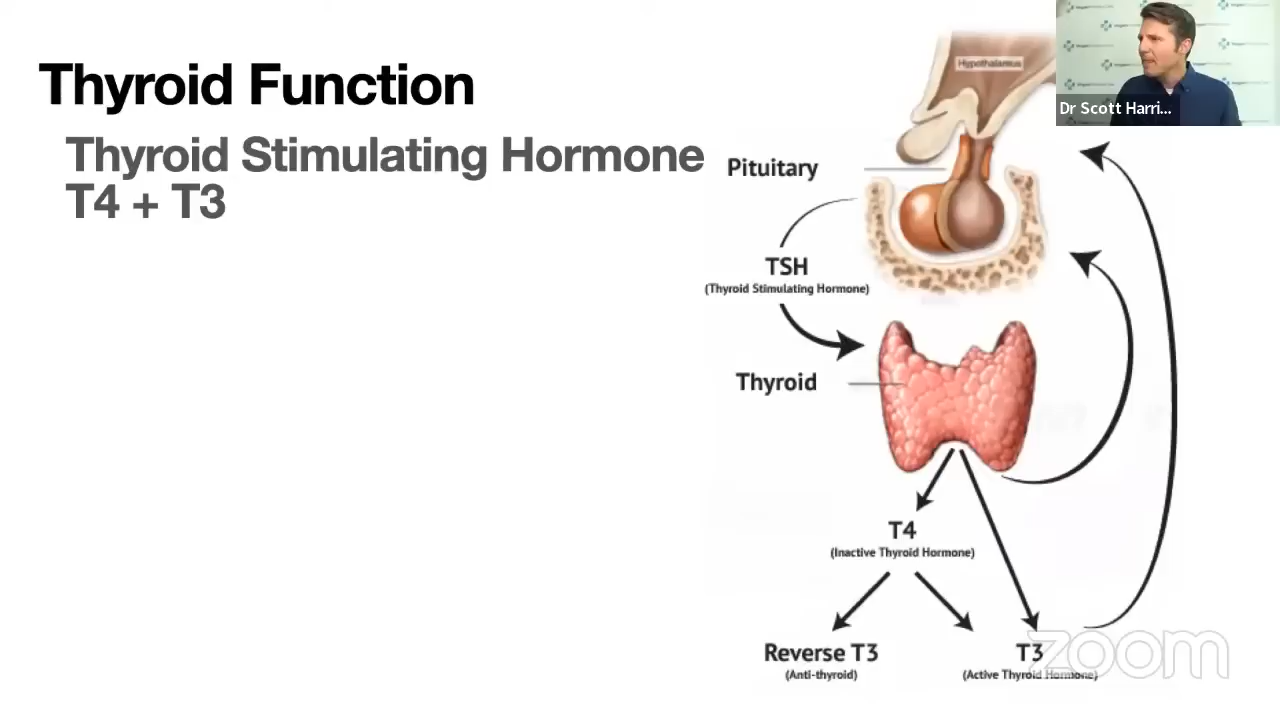 Thyroid Function
Thyroid Stimulating Hormone
T4 + T3
Hypothalamus
Dr Scott Harri...
Pituitary
TSH
(Thyroid Stimulating Hormone)
Thyroid
T4
(Inactive Thyroid Hormone)
Reverse T3
(Anti-thyroid)
T3
(Active Thyroid Hormone)
zoom